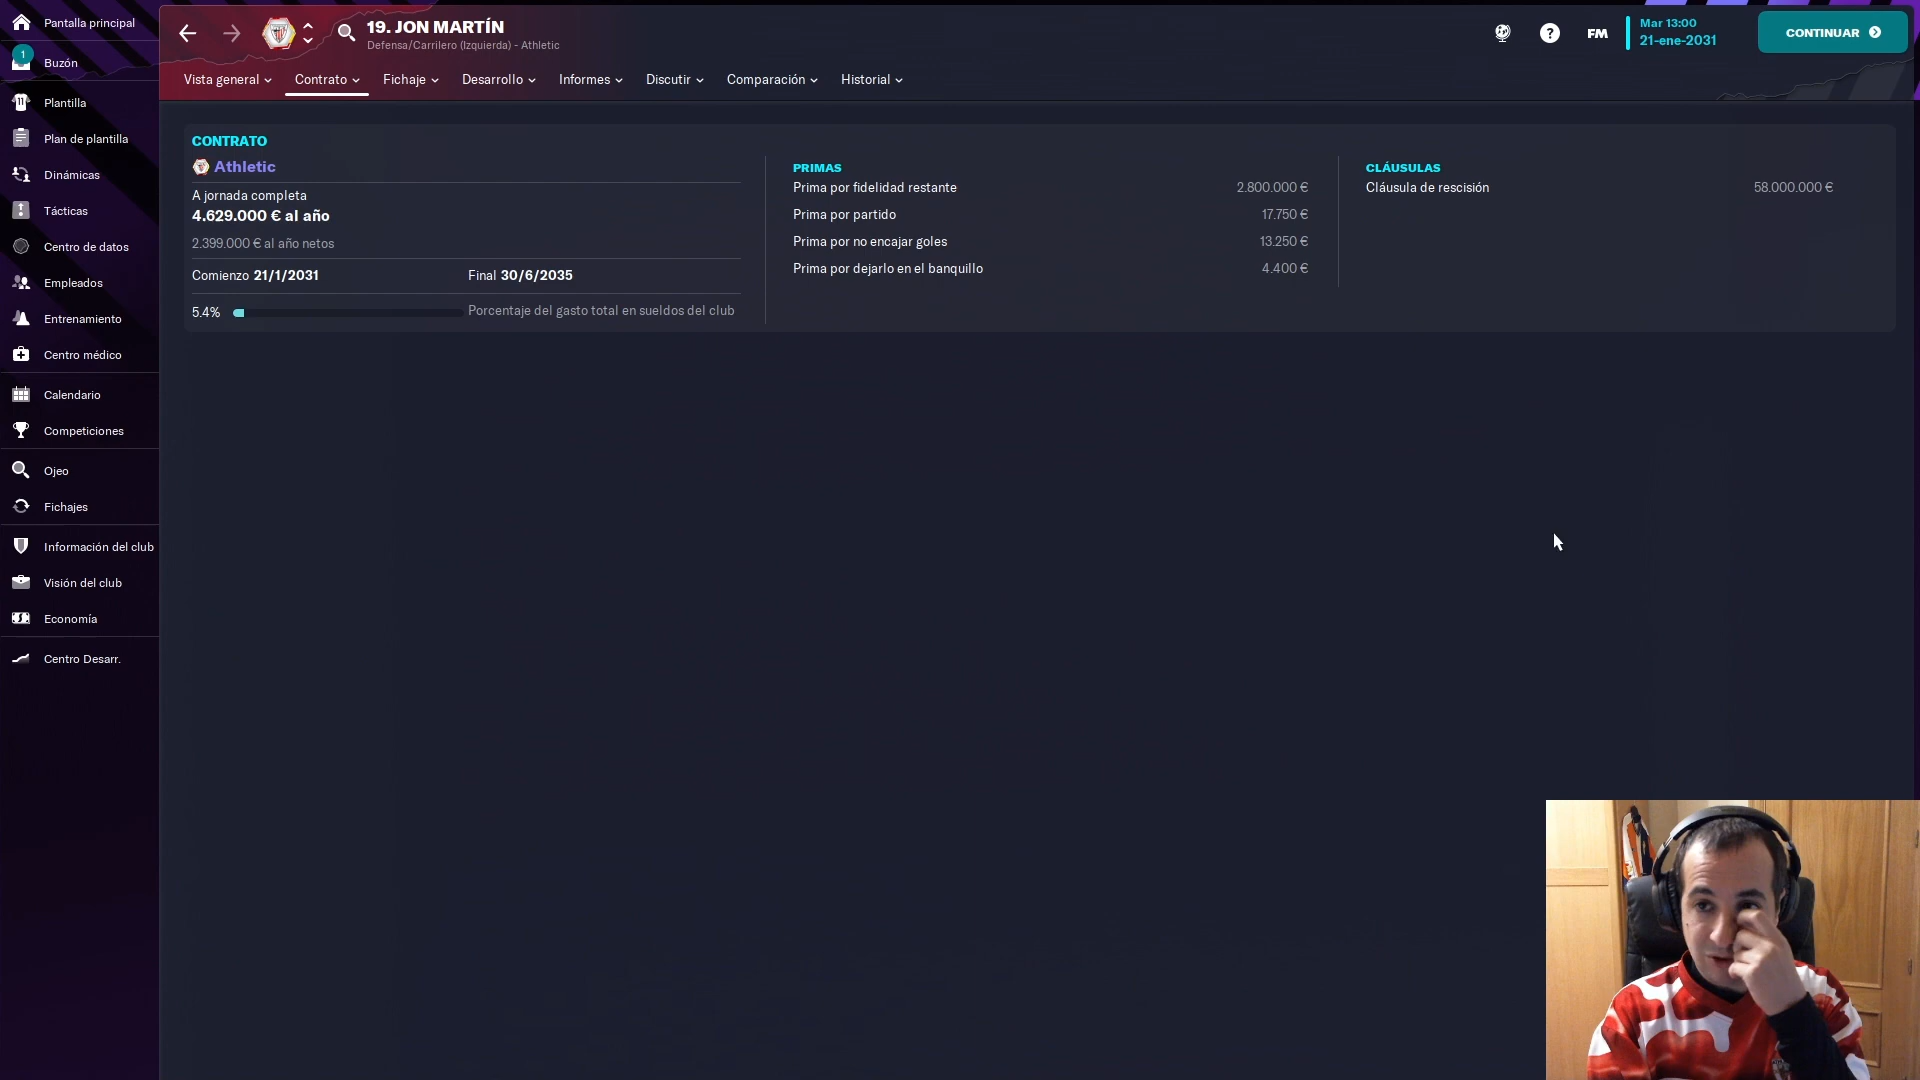 Pantalla principal
1
Buzón
Plantilla
Plan de plantilla
Dinámicas
Tácticas
Centro de datos
Empleados
Entrenamiento
Centro médico
Calendario
Competiciones
Ojeo
Fichajes
Información del club
Visión del club
Economía
Centro Desarr.
19. JON MARTÍN
Defensa/Carrilero (Izquierda) - Athletic
?
FM
Mar 13:00
21-ene-2031
CONTINUAR
Vista general
Contrato
Fichaje
Desarrollo
Informes
Discutir
Comparación
Historial
CONTRATO
Athletic
A jornada completa
4.629.000 € al año
2.399.000 € al año netos
Comienzo 21/1/2031
Final 30/6/2035
5.4%
Porcentaje del gasto total en sueldos del club
PRIMAS
Prima por fidelidad restante 2.800.000 €
Prima por partido 17.750 €
Prima por no encajar goles 13.250 €
Prima por dejarlo en el banquillo 4.400 €
CLÁUSULAS
Cláusula de rescisión 58.000.000 €